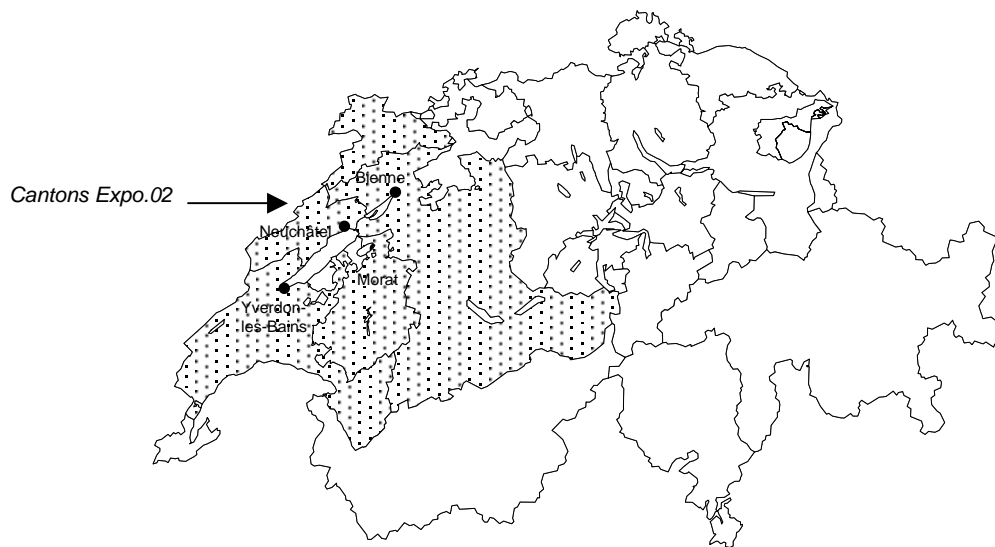 Bienne
Cantons Expo.02
Neuchâtel
Morat
Yverdon-
les-Bains